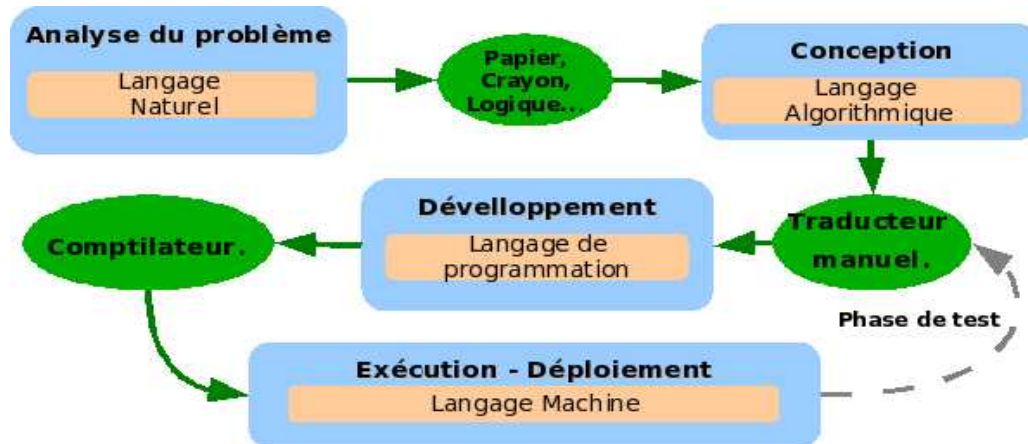 Analyse du problème
Langage
Naturel
Papier,
Crayon,
Logique...
Conception
Langage
Algorithmique
Traducteur
manuel.
Dévelloppement
Langage de
programmation
Comptilateur.
Phase de test
Exécution - Déploiement
Langage Machine